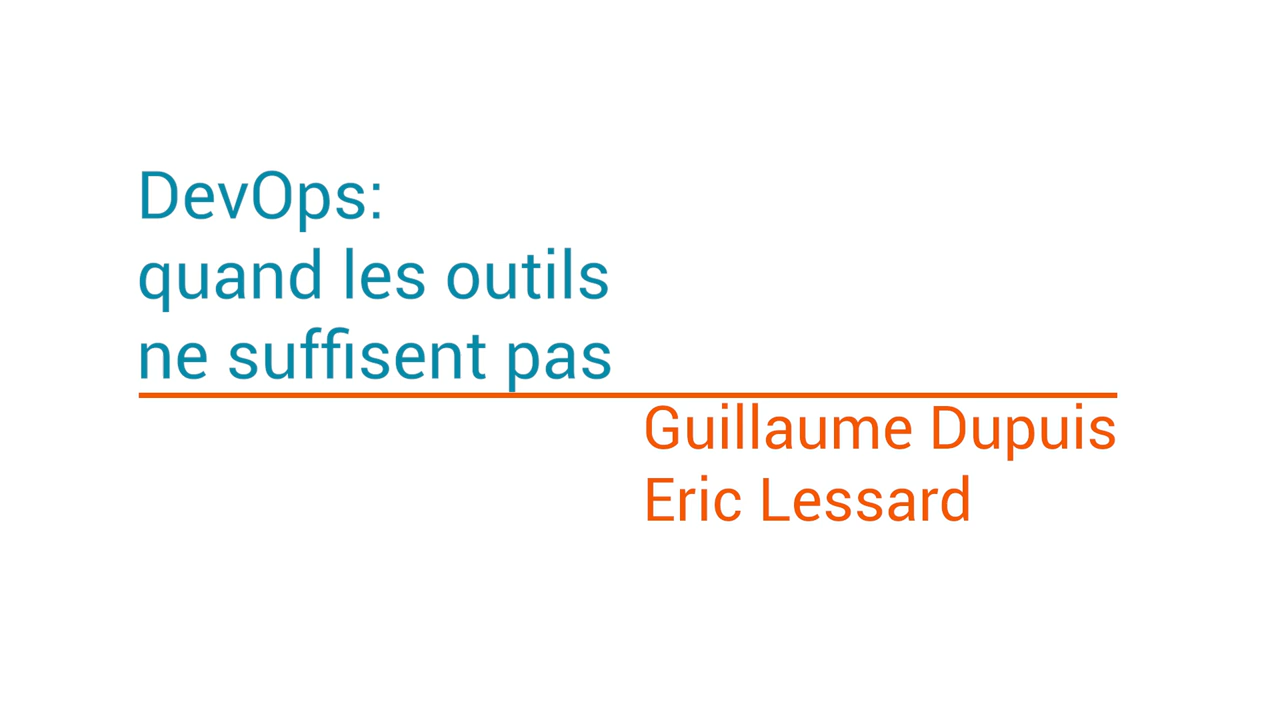 DevOps:
quand les outils
ne suffisent pas
Guillaume Dupuis
Eric Lessard